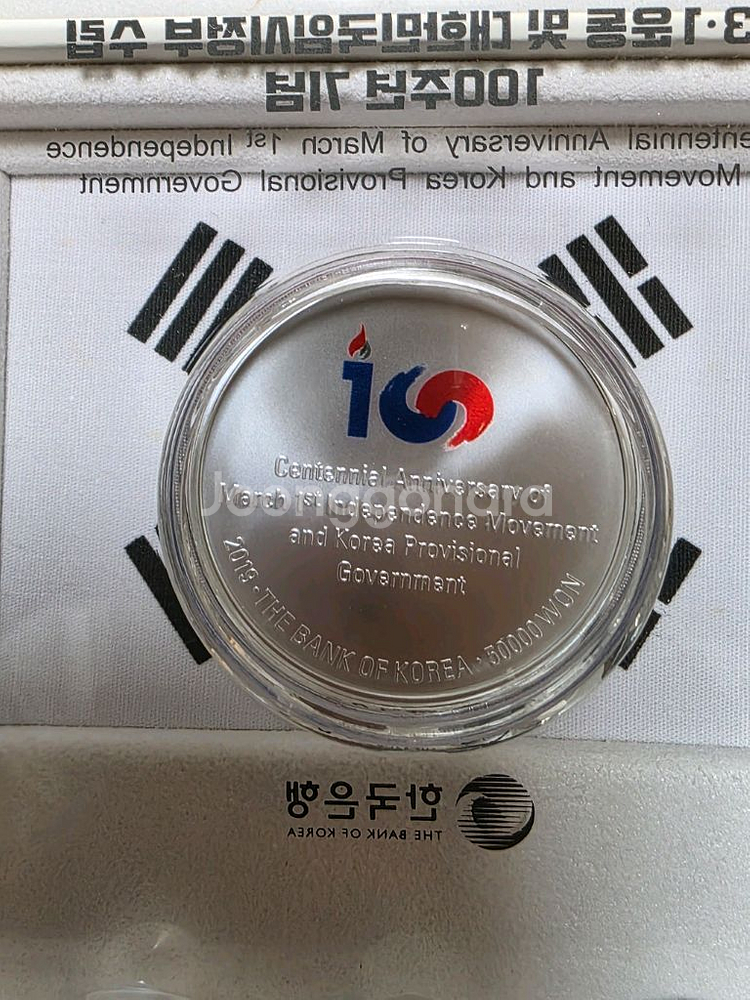 3·1운동 및 대한민국임시정부 수립
100주년 기념
Centennial Anniversary of March 1st Independence
Movement and Korea Provisional Government
100
Centennial Anniversary of
March 1st Independence Movement
and Korea Provisional
Government
2019 · THE BANK OF KOREA · 50000 WON
Joonggonara
한국은행
THE BANK OF KOREA